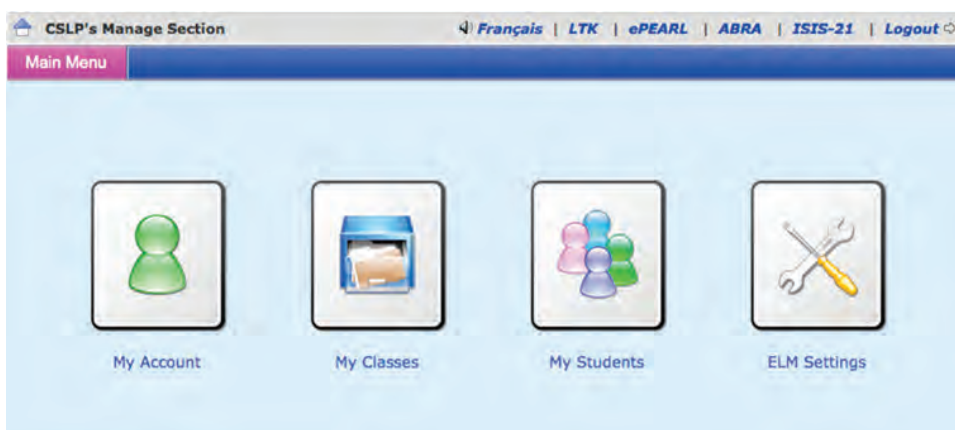 CSLP's Manage Section Français | LTK | ePEARL | ABRA | ISIS-21 | Logout
Main Menu
My Account My Classes My Students ELM Settings